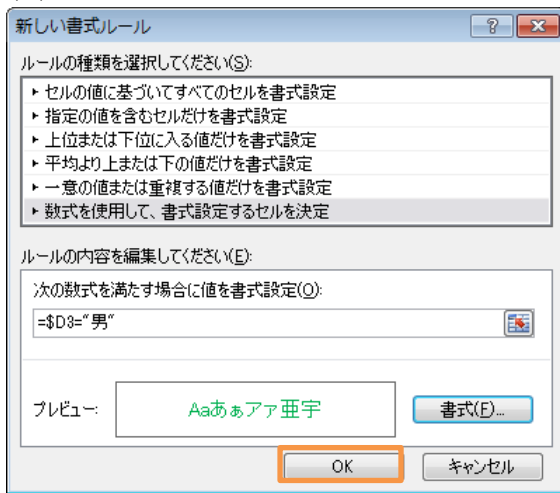 新しい書式ルール
ルールの種類を選択してください(S):
► セルの値に基づいてすべてのセルを書式設定
► 指定の値を含むセルだけを書式設定
► 上位または下位に入る値だけを書式設定
► 平均より上または下の値だけを書式設定
► 一意の値または重複する値だけを書式設定
► 数式を使用して、書式設定するセルを決定
ルールの内容を編集してください(E):
次の数式を満たす場合に値を書式設定(O):
=$D3="男"
プレビュー: Aaあぁアァ亜宇 書式(F)...
OK キャンセル